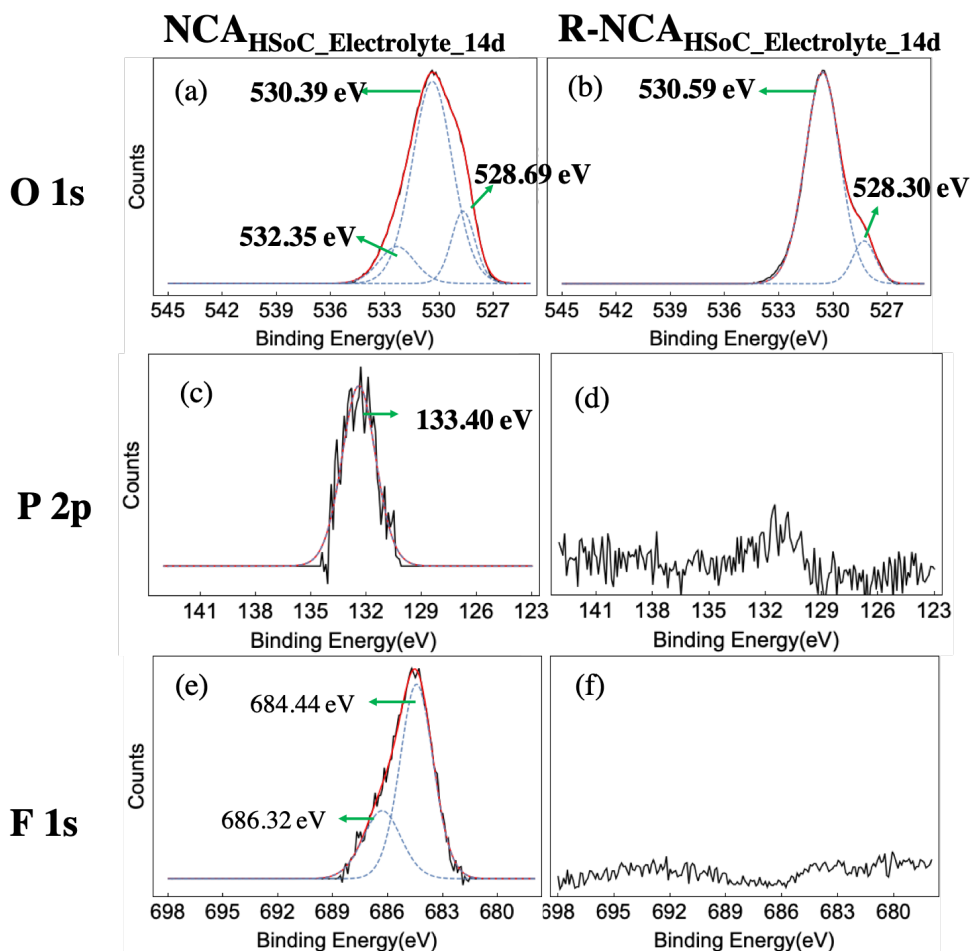 NCAHSoC_Electrolyte_14d R-NCAHSoC_Electrolyte_14d
O 1s
(a)
530.39 eV
528.69 eV
532.35 eV
Counts
545 542 539 536 533 530 527
Binding Energy(eV)
(b)
530.59 eV
528.30 eV
545 542 539 536 533 530 527
Binding Energy(eV)
P 2p
(c)
133.40 eV
Counts
141 138 135 132 129 126 123
Binding Energy(eV)
(d)
141 138 135 132 129 126 123
Binding Energy(eV)
F 1s
(e)
684.44 eV
686.32 eV
Counts
698 695 692 689 686 683 680
Binding Energy(eV)
(f)
698 695 692 689 686 683 680
Binding Energy(eV)